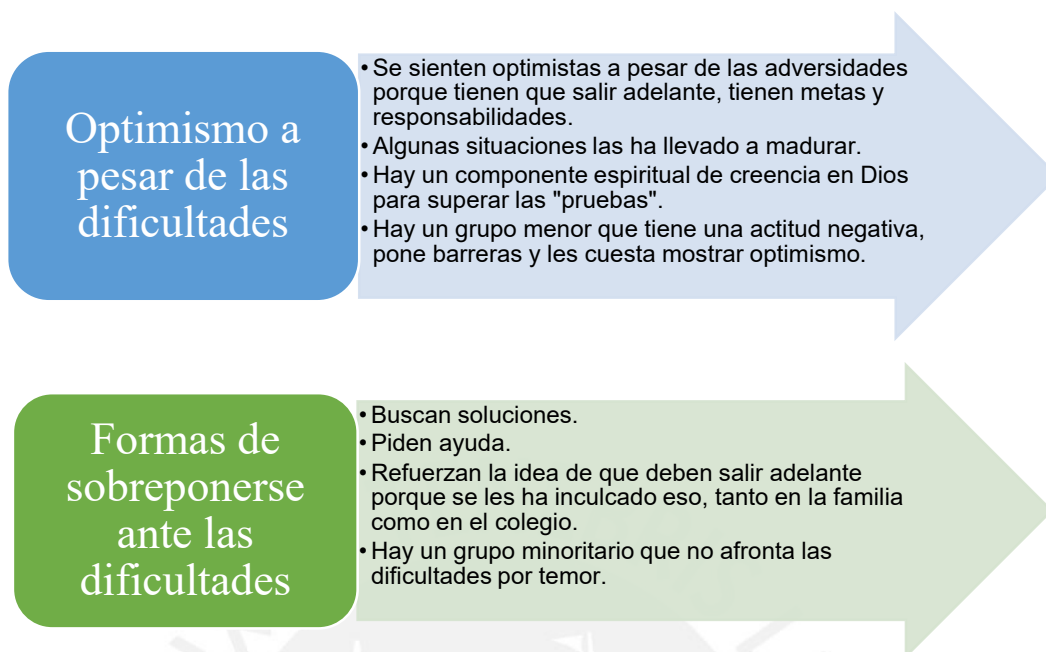 Optimismo a
pesar de las
dificultades
• Se sienten optimistas a pesar de las adversidades
porque tienen que salir adelante, tienen metas y
responsabilidades.
• Algunas situaciones las ha llevado a madurar.
• Hay un componente espiritual de creencia en Dios
para superar las "pruebas".
• Hay un grupo menor que tiene una actitud negativa,
pone barreras y les cuesta mostrar optimismo.
Formas de
sobreponerse
ante las
dificultades
• Buscan soluciones.
• Piden ayuda.
• Refuerzan la idea de que deben salir adelante
porque se les ha inculcado eso, tanto en la familia
como en el colegio.
• Hay un grupo minoritario que no afronta las
dificultades por temor.